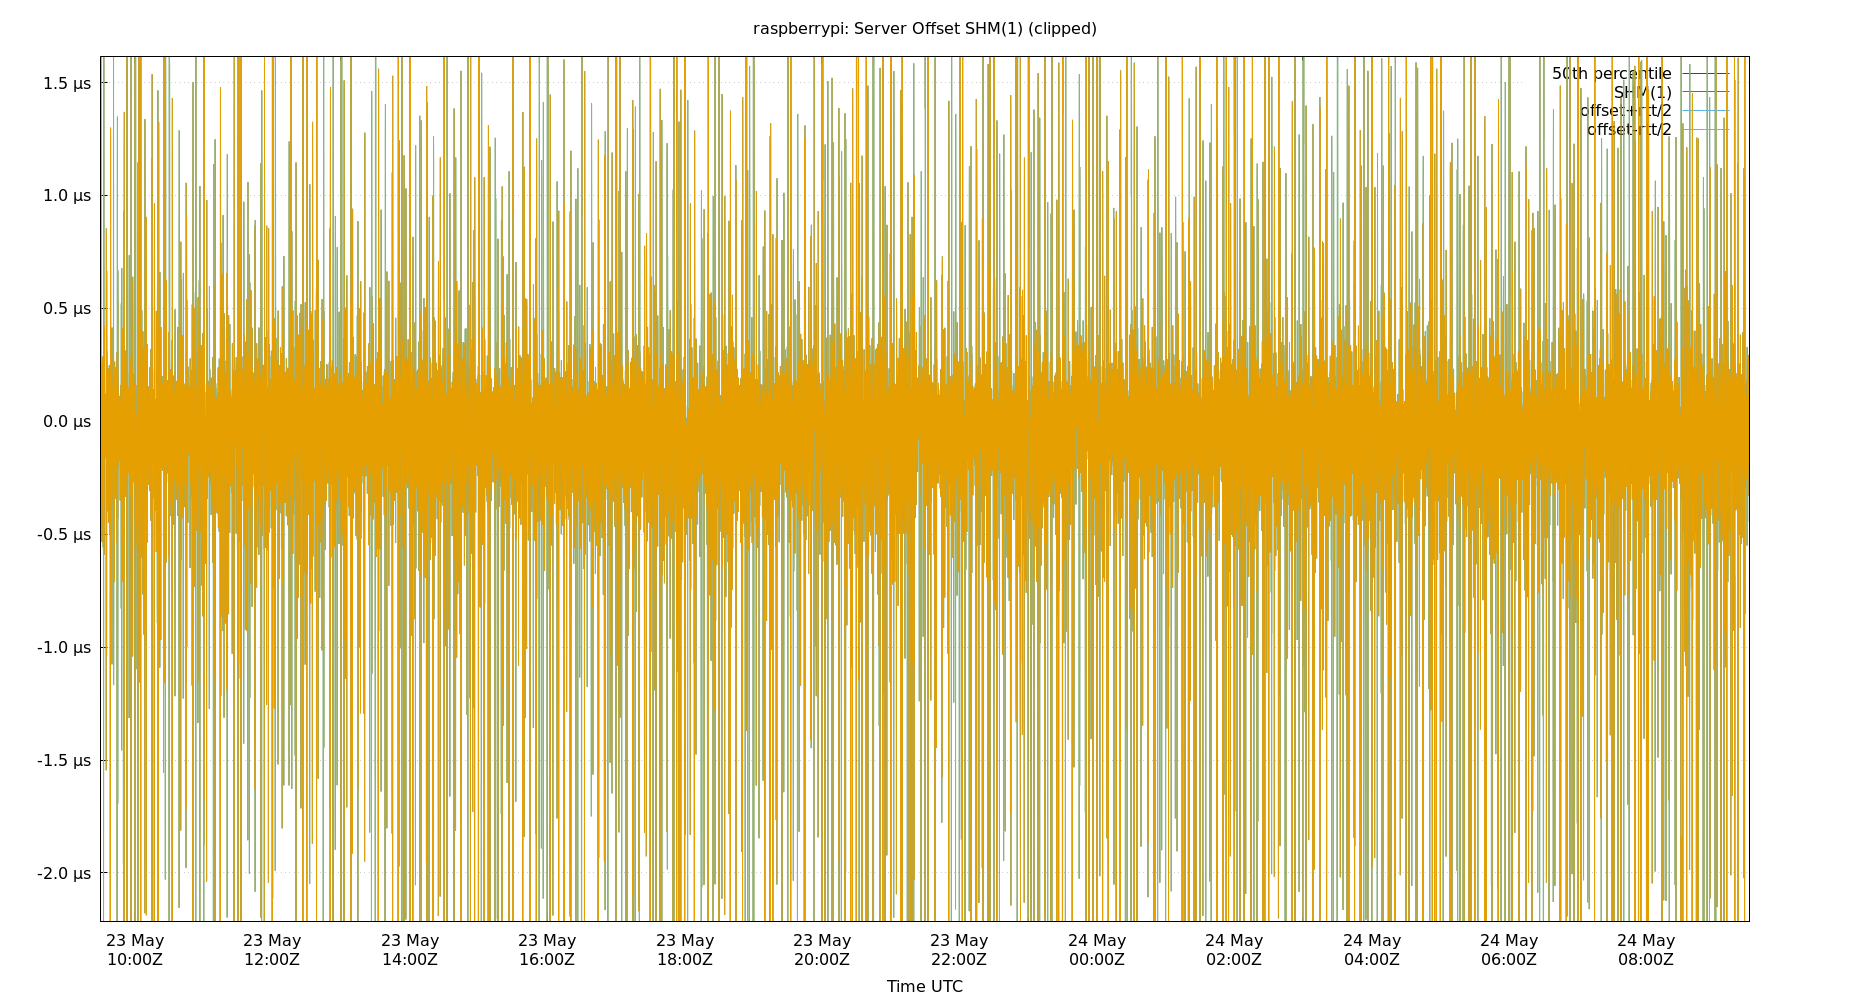 raspberrypi: Server Offset SHM(1) (clipped)
50th percentile
SHM(1)
offset+rtt/2
offset-rtt/2
1.5 µs
1.0 µs
0.5 µs
0.0 µs
-0.5 µs
-1.0 µs
-1.5 µs
-2.0 µs
23 May 23 May 23 May 23 May 23 May 23 May 23 May 24 May 24 May 24 May 24 May 24 May
10:00Z 12:00Z 14:00Z 16:00Z 18:00Z 20:00Z 22:00Z 00:00Z 02:00Z 04:00Z 06:00Z 08:00Z
Time UTC